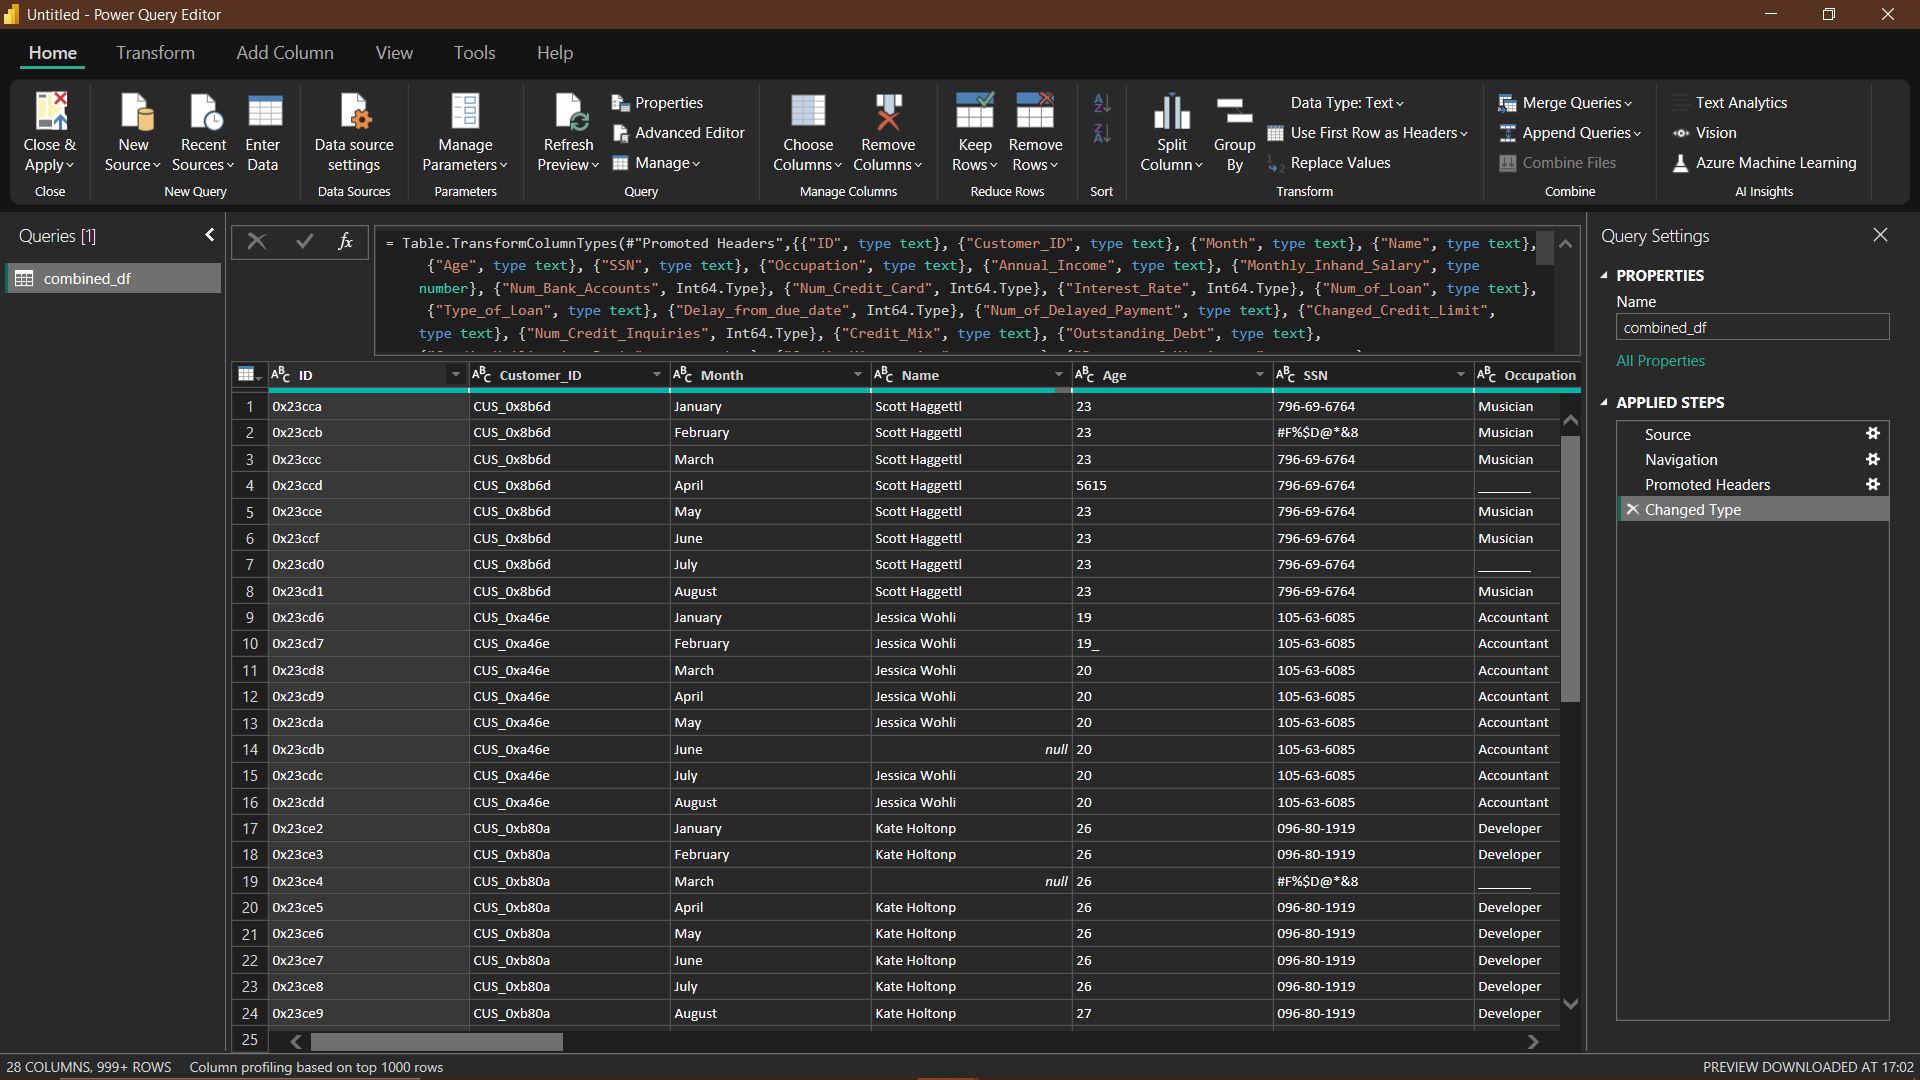 Untitled - Power Query Editor
Home Transform Add Column View Tools Help
Close & Apply
Close
New Source
Recent Sources
Enter Data
New Query
Data source settings
Data Sources
Manage Parameters
Parameters
Refresh Preview
Properties
Advanced Editor
Manage
Query
Choose Columns
Remove Columns
Manage Columns
Keep Rows
Remove Rows
Reduce Rows
Sort
Split Column
Group By
Data Type: Text
Use First Row as Headers
Replace Values
Transform
Merge Queries
Append Queries
Combine Files
Combine
Text Analytics
Vision
Azure Machine Learning
AI Insights
Queries [1]
combined_df
fx
= Table.TransformColumnTypes(#"Promoted Headers",{{"ID", type text}, {"Customer_ID", type text}, {"Month", type text}, {"Name", type text},
{"Age", type text}, {"SSN", type text}, {"Occupation", type text}, {"Annual_Income", type text}, {"Monthly_Inhand_Salary", type
number}, {"Num_Bank_Accounts", Int64.Type}, {"Num_Credit_Card", Int64.Type}, {"Interest_Rate", Int64.Type}, {"Num_of_Loan", type text},
{"Type_of_Loan", type text}, {"Delay_from_due_date", Int64.Type}, {"Num_of_Delayed_Payment", type text}, {"Changed_Credit_Limit",
type text}, {"Num_Credit_Inquiries", Int64.Type}, {"Credit_Mix", type text}, {"Outstanding_Debt", type text},
ABC ID ABC Customer_ID ABC Month ABC Name ABC Age ABC SSN ABC Occupation
1 0x23cca CUS_0x8b6d January Scott Haggettl 23 796-69-6764 Musician
2 0x23ccb CUS_0x8b6d February Scott Haggettl 23 #F%$D@*&8 Musician
3 0x23ccc CUS_0x8b6d March Scott Haggettl 23 796-69-6764 Musician
4 0x23ccd CUS_0x8b6d April Scott Haggettl 5615 796-69-6764 _______
5 0x23cce CUS_0x8b6d May Scott Haggettl 23 796-69-6764 Musician
6 0x23ccf CUS_0x8b6d June Scott Haggettl 23 796-69-6764 Musician
7 0x23cd0 CUS_0x8b6d July Scott Haggettl 23 796-69-6764 _______
8 0x23cd1 CUS_0x8b6d August Scott Haggettl 23 796-69-6764 Musician
9 0x23cd6 CUS_0xa46e January Jessica Wohli 19 105-63-6085 Accountant
10 0x23cd7 CUS_0xa46e February Jessica Wohli 19_ 105-63-6085 Accountant
11 0x23cd8 CUS_0xa46e March Jessica Wohli 20 105-63-6085 Accountant
12 0x23cd9 CUS_0xa46e April Jessica Wohli 20 105-63-6085 Accountant
13 0x23cda CUS_0xa46e May Jessica Wohli 20 105-63-6085 Accountant
14 0x23cdb CUS_0xa46e June null 20 105-63-6085 Accountant
15 0x23cdc CUS_0xa46e July Jessica Wohli 20 105-63-6085 Accountant
16 0x23cdd CUS_0xa46e August Jessica Wohli 20 105-63-6085 Accountant
17 0x23ce2 CUS_0xb80a January Kate Holtonp 26 096-80-1919 Developer
18 0x23ce3 CUS_0xb80a February Kate Holtonp 26 096-80-1919 Developer
19 0x23ce4 CUS_0xb80a March null 26 #F%$D@*&8 _______
20 0x23ce5 CUS_0xb80a April Kate Holtonp 26 096-80-1919 Developer
21 0x23ce6 CUS_0xb80a May Kate Holtonp 26 096-80-1919 Developer
22 0x23ce7 CUS_0xb80a June Kate Holtonp 26 096-80-1919 Developer
23 0x23ce8 CUS_0xb80a July Kate Holtonp 26 096-80-1919 Developer
24 0x23ce9 CUS_0xb80a August Kate Holtonp 27 096-80-1919 Developer
25
Query Settings
PROPERTIES
Name
combined_df
All Properties
APPLIED STEPS
Source
Navigation
Promoted Headers
Changed Type
28 COLUMNS, 999+ ROWS Column profiling based on top 1000 rows
PREVIEW DOWNLOADED AT 17:02